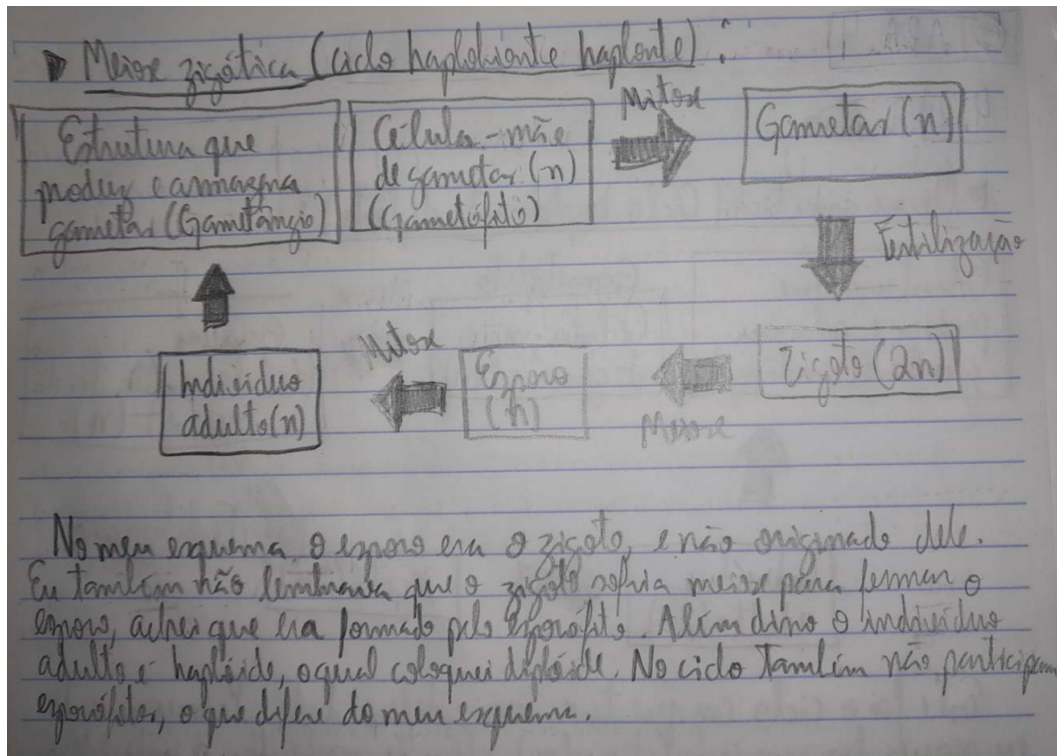 Meiose zigótica (ciclo haplobionte haplonte):
Estrutura que
produz e armazena
gametas (Gametângio)
Célula-mãe
de gametas (n)
(Gametófito)
Mitose
Gametas (n)
Fertilização
Zigoto (2n)
Meiose
Esporo
(n)
Mitose
Indivíduo
adulto (n)
No meu esquema o esporo era o zigoto, e não originado dele.
Eu também não lembrava que o zigoto sofria meiose para formar o
esporo, achei que era formado pelo esporófito. Além disso o indivíduo
adulto é haplóide, o qual coloquei diplóide. No ciclo também não participam
esporófitos, o que difere do meu esquema.